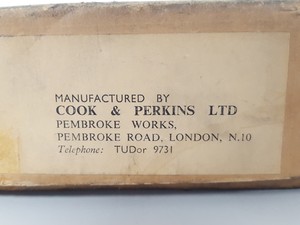 MANUFACTURED BY
COOK & PERKINS LTD
PEMBROKE WORKS,
PEMBROKE ROAD, LONDON, N.10
Telephone: TUDor 9731